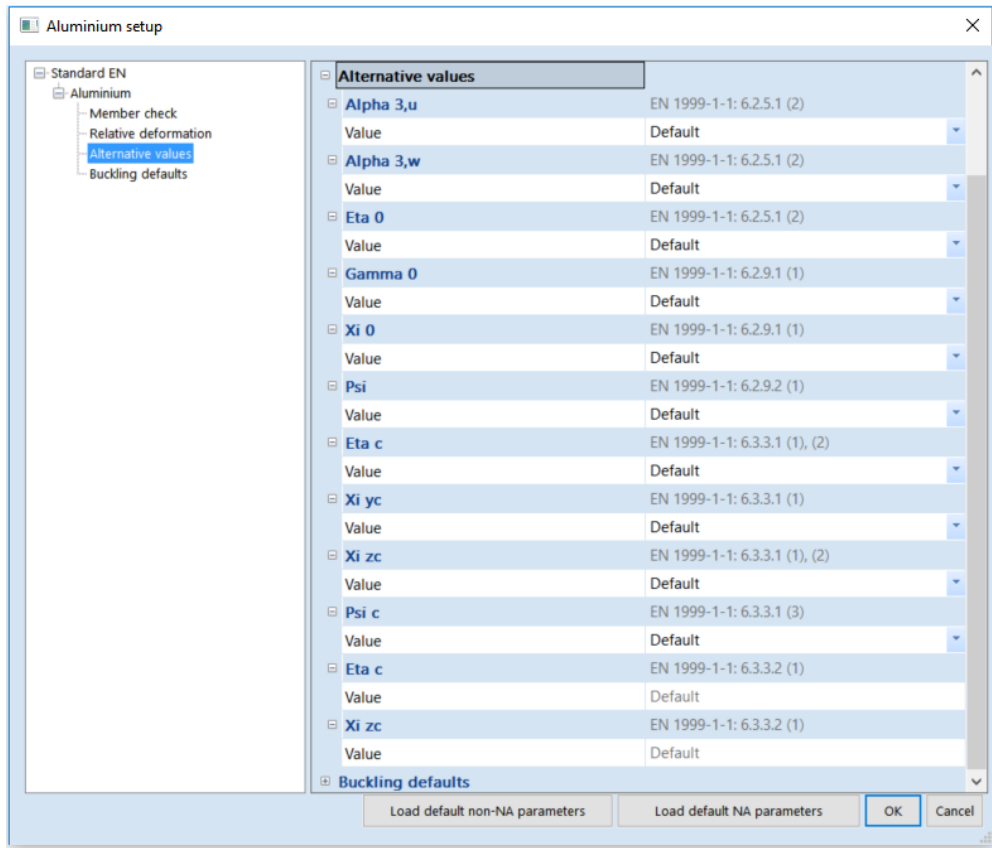 Aluminium setup
Standard EN
Aluminium
Member check
Relative deformation
Alternative values
Buckling defaults
Alternative values
Alpha 3,u EN 1999-1-1: 6.2.5.1 (2)
Value Default
Alpha 3,w EN 1999-1-1: 6.2.5.1 (2)
Value Default
Eta 0 EN 1999-1-1: 6.2.5.1 (2)
Value Default
Gamma 0 EN 1999-1-1: 6.2.9.1 (1)
Value Default
Xi 0 EN 1999-1-1: 6.2.9.1 (1)
Value Default
Psi EN 1999-1-1: 6.2.9.2 (1)
Value Default
Eta c EN 1999-1-1: 6.3.3.1 (1), (2)
Value Default
Xi yc EN 1999-1-1: 6.3.3.1 (1)
Value Default
Xi zc EN 1999-1-1: 6.3.3.1 (1), (2)
Value Default
Psi c EN 1999-1-1: 6.3.3.1 (3)
Value Default
Eta c EN 1999-1-1: 6.3.3.2 (1)
Value Default
Xi zc EN 1999-1-1: 6.3.3.2 (1)
Value Default
Buckling defaults
Load default non-NA parameters Load default NA parameters OK Cancel